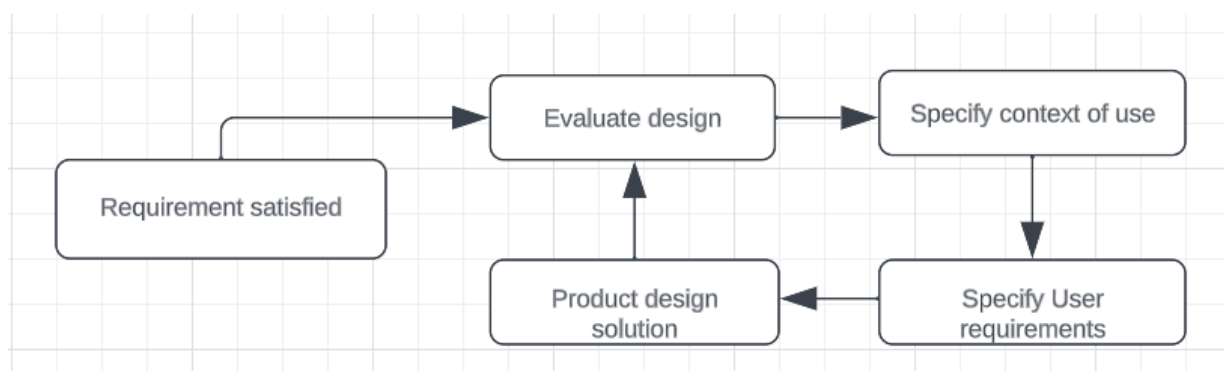 Evaluate design
Specify context of use
Requirement satisfied
Product design
solution
Specify User
requirements